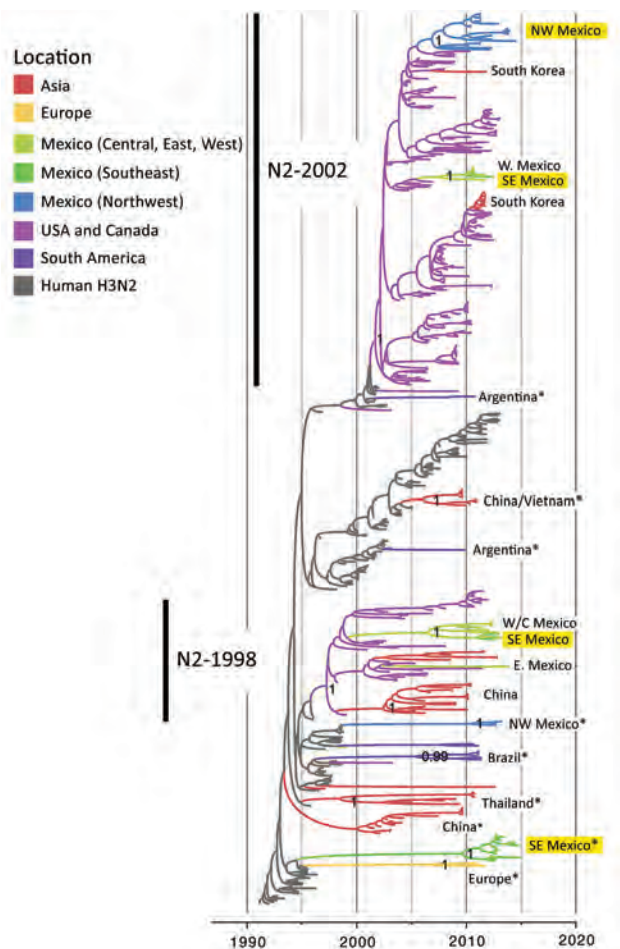 Location
Asia
Europe
Mexico (Central, East, West)
Mexico (Southeast)
Mexico (Northwest)
USA and Canada
South America
Human H3N2
N2-2002
N2-1998
1
NW Mexico
South Korea
W. Mexico
1
SE Mexico
South Korea
1
Argentina*
1
China/Vietnam*
Argentina*
W/C Mexico
1
SE Mexico
E. Mexico
1
China
1
1
NW Mexico*
0.99
Brazil*
1
Thailand*
China*
SE Mexico*
1
1
Europe*
1990 2000 2010 2020